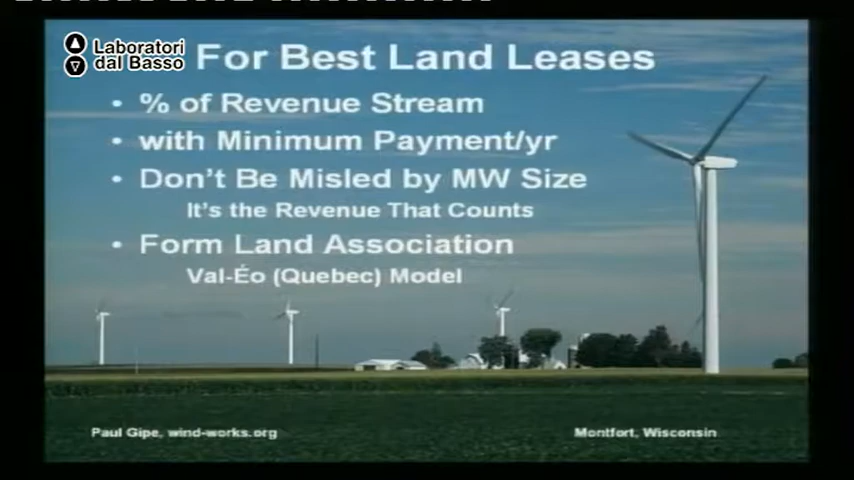 Laboratori
dal Basso
For Best Land Leases
• % of Revenue Stream
• with Minimum Payment/yr
• Don't Be Misled by MW Size
It's the Revenue That Counts
• Form Land Association
Val-Éo (Quebec) Model
Paul Gipe, wind-works.org
Montfort, Wisconsin